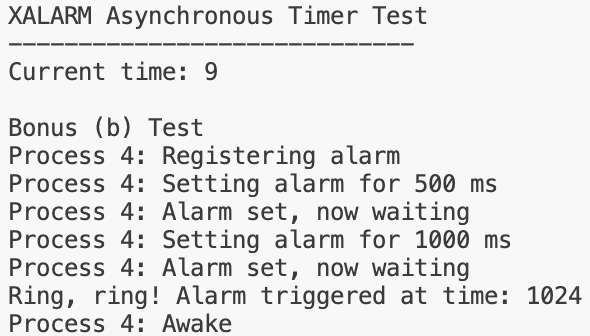 XALARM Asynchronous Timer Test
-----------------------------
Current time: 9
Bonus (b) Test
Process 4: Registering alarm
Process 4: Setting alarm for 500 ms
Process 4: Alarm set, now waiting
Process 4: Setting alarm for 1000 ms
Process 4: Alarm set, now waiting
Ring, ring! Alarm triggered at time: 1024
Process 4: Awake